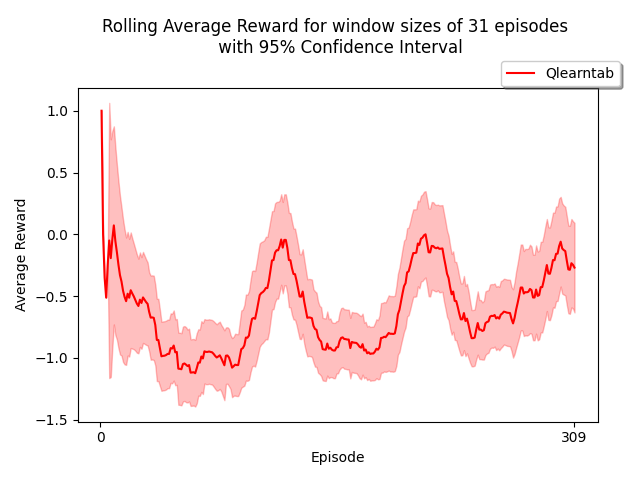 Rolling Average Reward for window sizes of 31 episodes
with 95% Confidence Interval
Qlearntab
1.0
0.5
0.0
−0.5
−1.0
−1.5
Average Reward
0
309
Episode